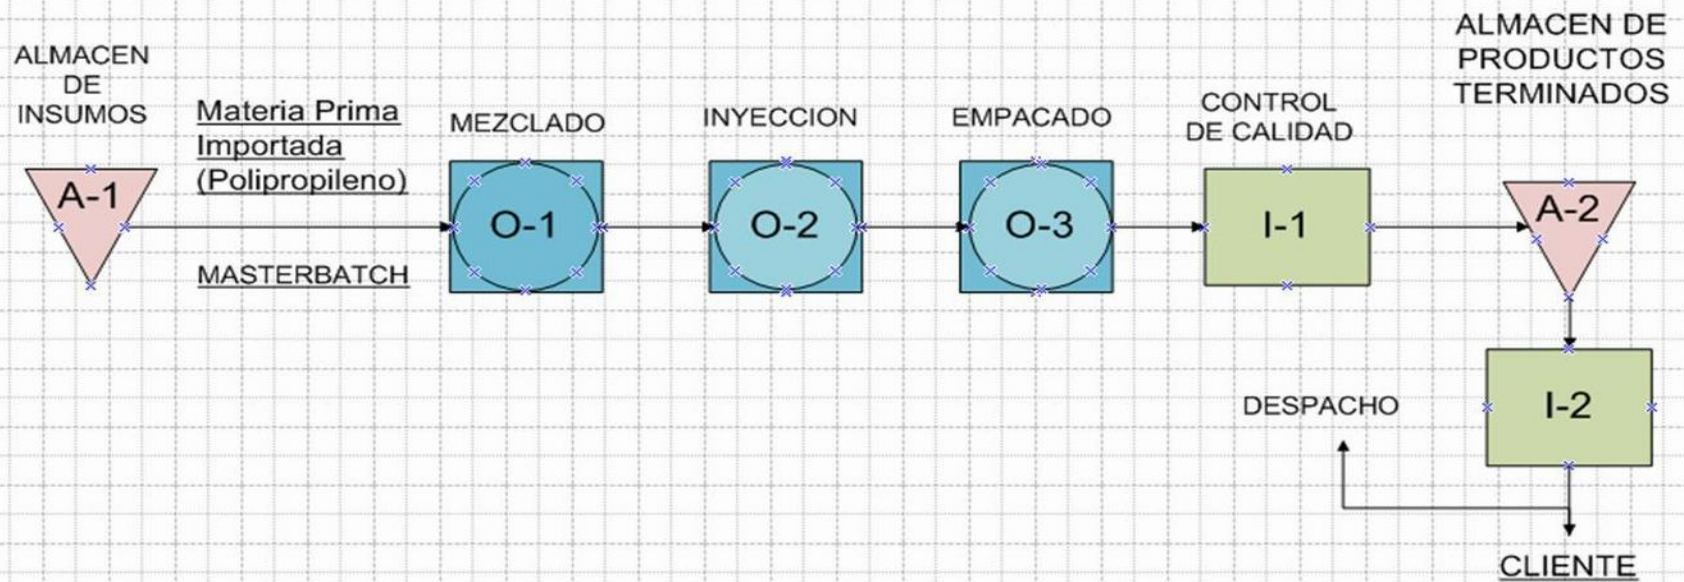 ALMACEN
DE
INSUMOS
A-1
Materia Prima
Importada
(Polipropileno)
MASTERBATCH
MEZCLADO
O-1
INYECCION
O-2
EMPACADO
O-3
CONTROL
DE CALIDAD
I-1
ALMACEN DE
PRODUCTOS
TERMINADOS
A-2
I-2
DESPACHO
CLIENTE